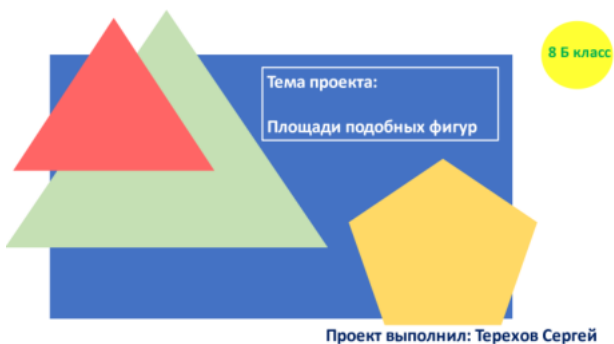 8 Б класс
Тема проекта:
Площади подобных фигур
Проект выполнил: Терехов Сергей